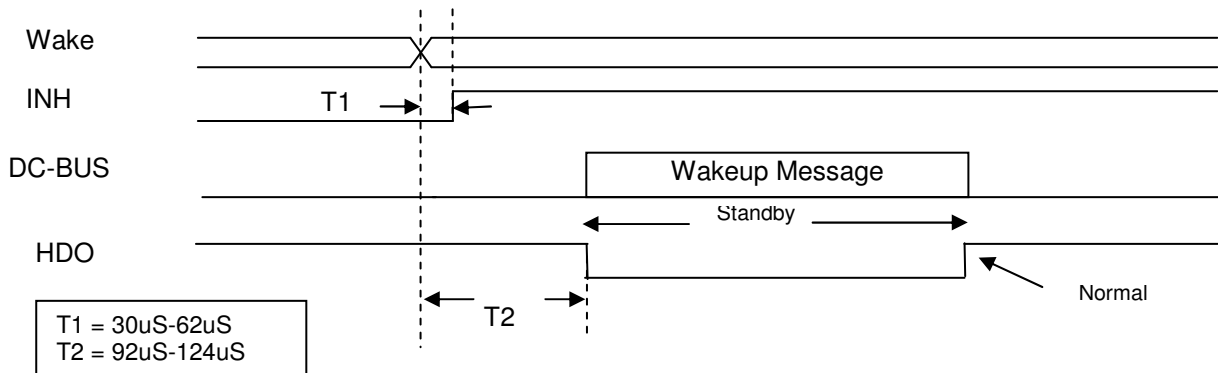 Wake
INH
T1
DC-BUS
Wakeup Message
Standby
HDO
Normal
T2
T1 = 30uS-62uS
T2 = 92uS-124uS